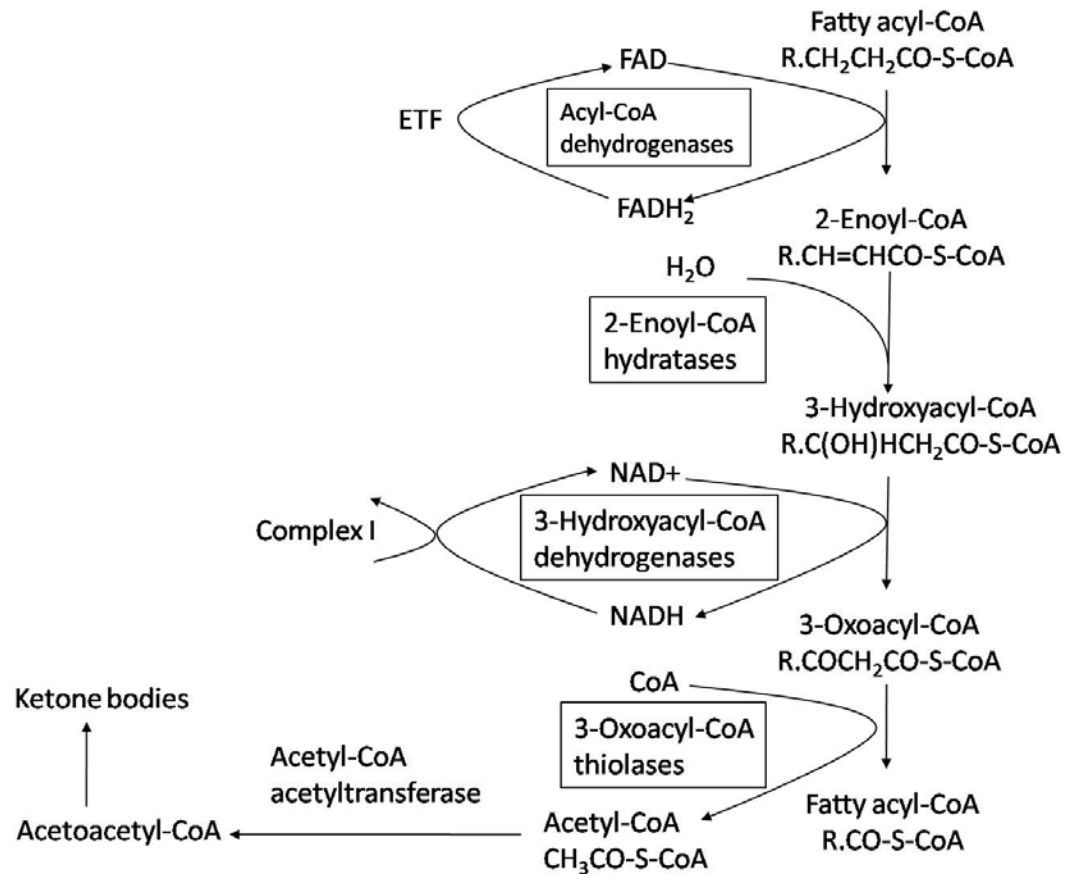 Fatty acyl-CoA
R.CH₂CH₂CO-S-CoA
FAD
ETF
Acyl-CoA
dehydrogenases
FADH₂
2-Enoyl-CoA
R.CH=CHCO-S-CoA
H₂O
2-Enoyl-CoA
hydratases
3-Hydroxyacyl-CoA
R.C(OH)HCH₂CO-S-CoA
NAD+
Complex I
3-Hydroxyacyl-CoA
dehydrogenases
NADH
3-Oxoacyl-CoA
R.COCH₂CO-S-CoA
CoA
3-Oxoacyl-CoA
thiolases
Ketone bodies
Acetyl-CoA
acetyltransferase
Acetoacetyl-CoA
Acetyl-CoA
CH₃CO-S-CoA
Fatty acyl-CoA
R.CO-S-CoA